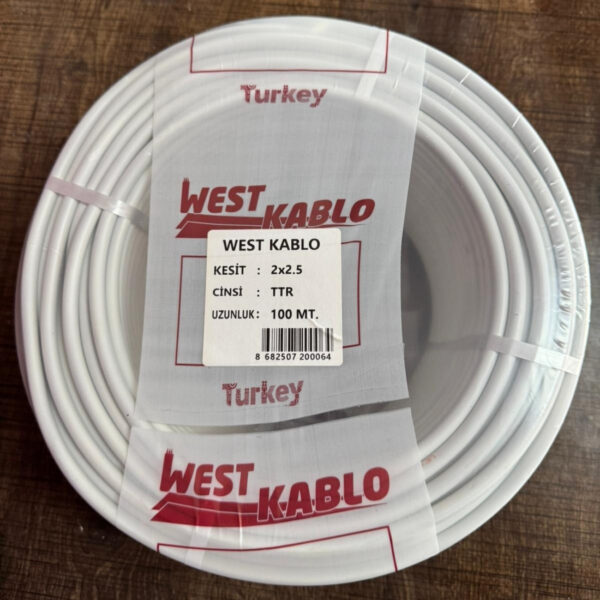 Turkey
WEST
KABLO
WEST KABLO
KESİT : 2x2.5
CİNSİ : TTR
UZUNLUK: 100 MT.
8 682507 200064
Turkey
WEST
KABLO